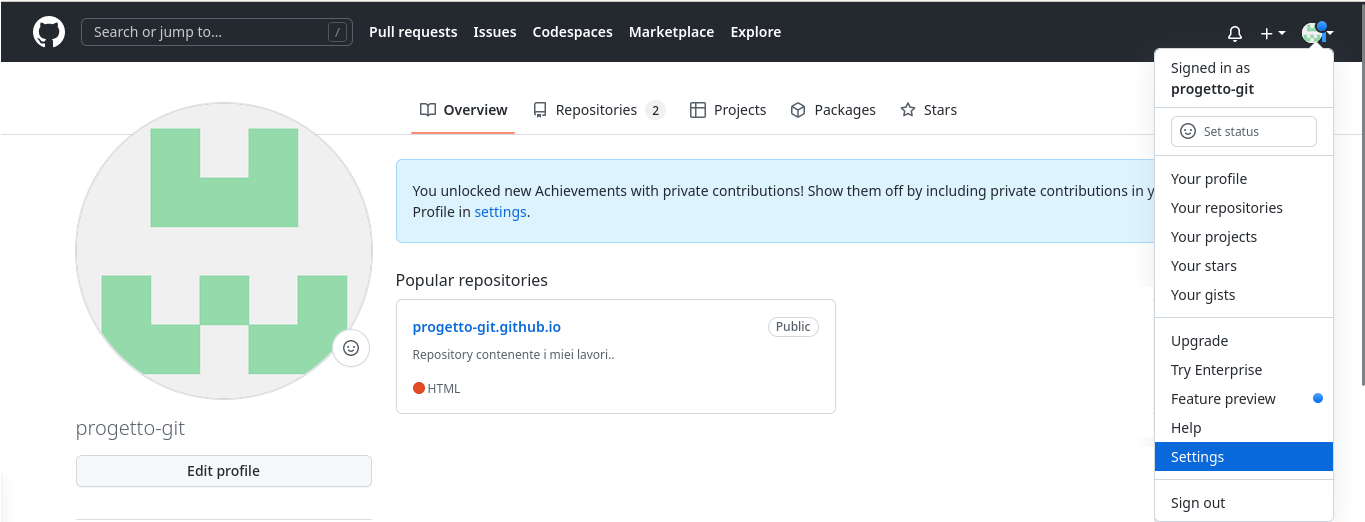 Search or jump to... /
Pull requests Issues Codespaces Marketplace Explore
Overview Repositories 2 Projects Packages Stars
You unlocked new Achievements with private contributions! Show them off by including private contributions in
Profile in settings.
Popular repositories
progetto-git.github.io Public
Repository contenente i miei lavori..
HTML
progetto-git
Edit profile
Signed in as
progetto-git
Set status
Your profile
Your repositories
Your projects
Your stars
Your gists
Upgrade
Try Enterprise
Feature preview
Help
Settings
Sign out